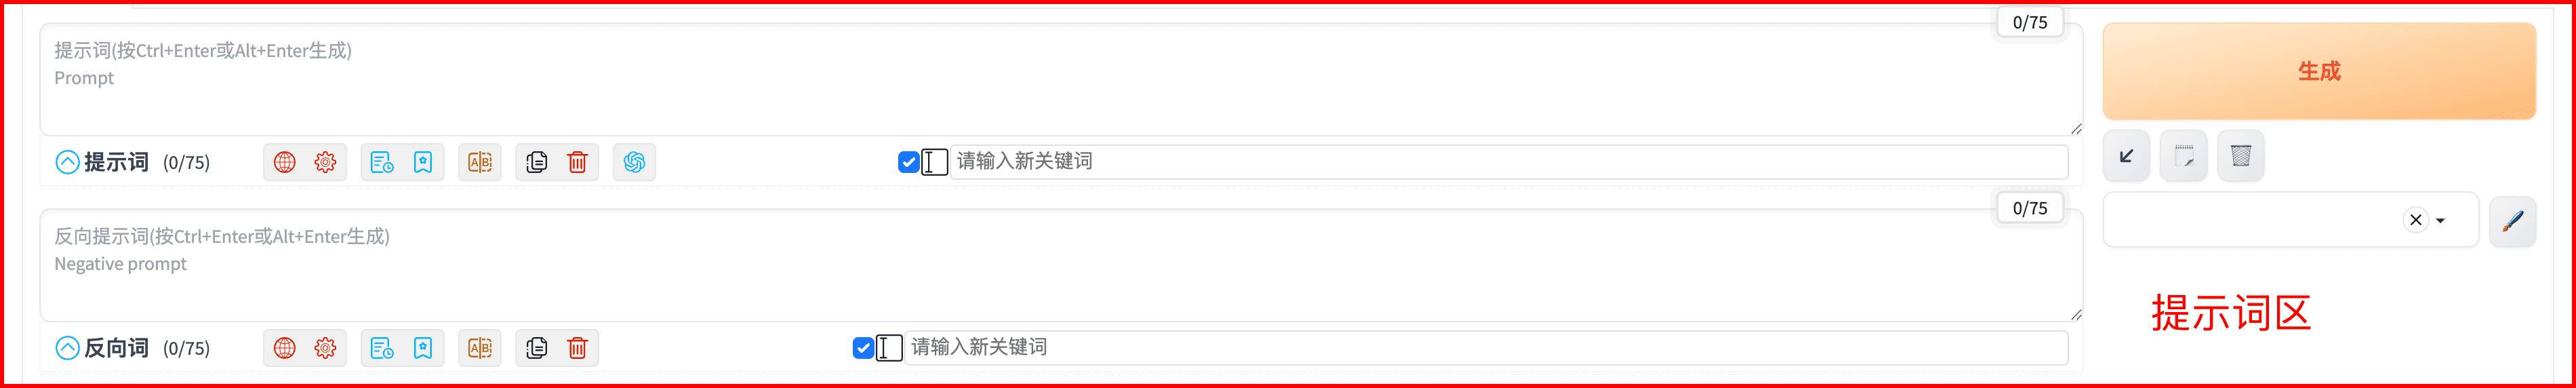 0/75
提示词(按Ctrl+Enter或Alt+Enter生成)
Prompt
生成
提示词 (0/75)
A B
请输入新关键词
0/75
反向提示词(按Ctrl+Enter或Alt+Enter生成)
Negative prompt
提示词区
反向词 (0/75)
A B
请输入新关键词